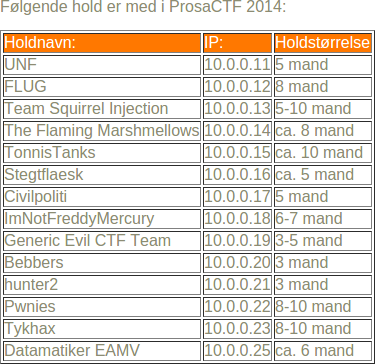 Følgende hold er med i ProsaCTF 2014:
Holdnavn: IP: Holdstørrelse
UNF 10.0.0.11 5 mand
FLUG 10.0.0.12 8 mand
Team Squirrel Injection 10.0.0.13 5-10 mand
The Flaming Marshmellows 10.0.0.14 ca. 8 mand
TonnisTanks 10.0.0.15 ca. 10 mand
Stegtflaesk 10.0.0.16 ca. 5 mand
Civilpoliti 10.0.0.17 5 mand
ImNotFreddyMercury 10.0.0.18 6-7 mand
Generic Evil CTF Team 10.0.0.19 3-5 mand
Bebbers 10.0.0.20 3 mand
hunter2 10.0.0.21 3 mand
Pwnies 10.0.0.22 8-10 mand
Tykhax 10.0.0.23 8-10 mand
Datamatiker EAMV 10.0.0.25 ca. 6 mand